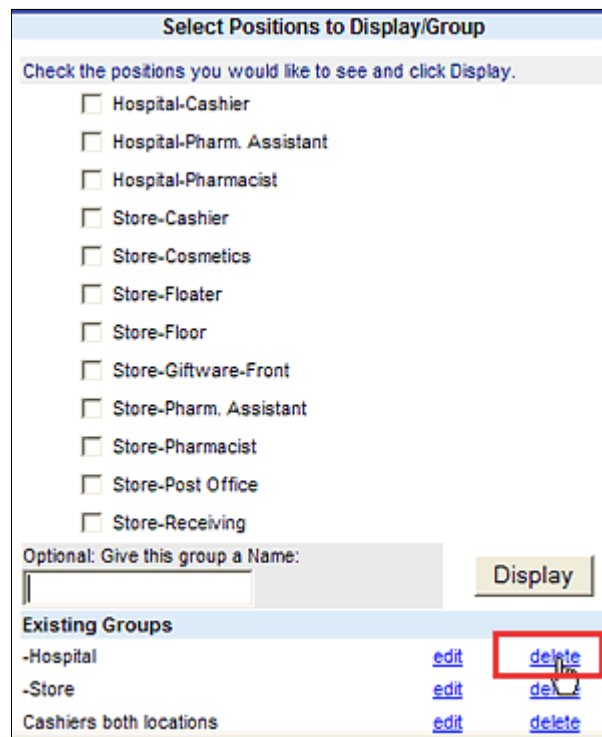 Select Positions to Display/Group
Check the positions you would like to see and click Display.
Hospital-Cashier
Hospital-Pharm. Assistant
Hospital-Pharmacist
Store-Cashier
Store-Cosmetics
Store-Floater
Store-Floor
Store-Giftware-Front
Store-Pharm. Assistant
Store-Pharmacist
Store-Post Office
Store-Receiving
Optional: Give this group a Name:
Display
Existing Groups
-Hospital edit delete
-Store edit delete
Cashiers both locations edit delete